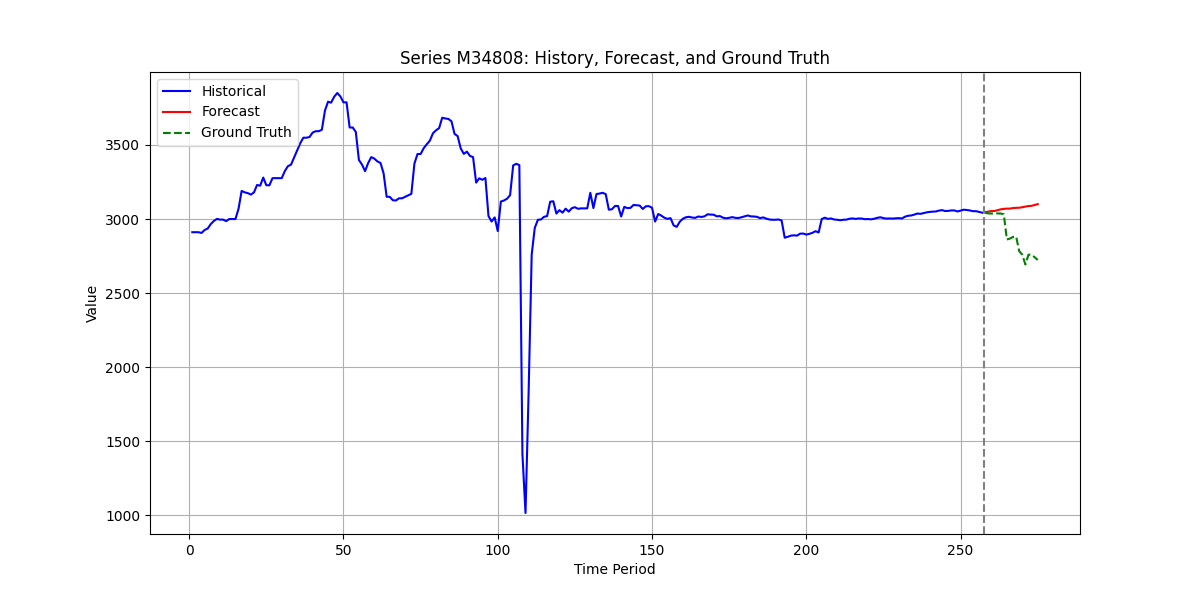 Series M34808: History, Forecast, and Ground Truth
Historical
Forecast
Ground Truth
Value
3500
3000
2500
2000
1500
1000
0
50
100
150
200
250
Time Period